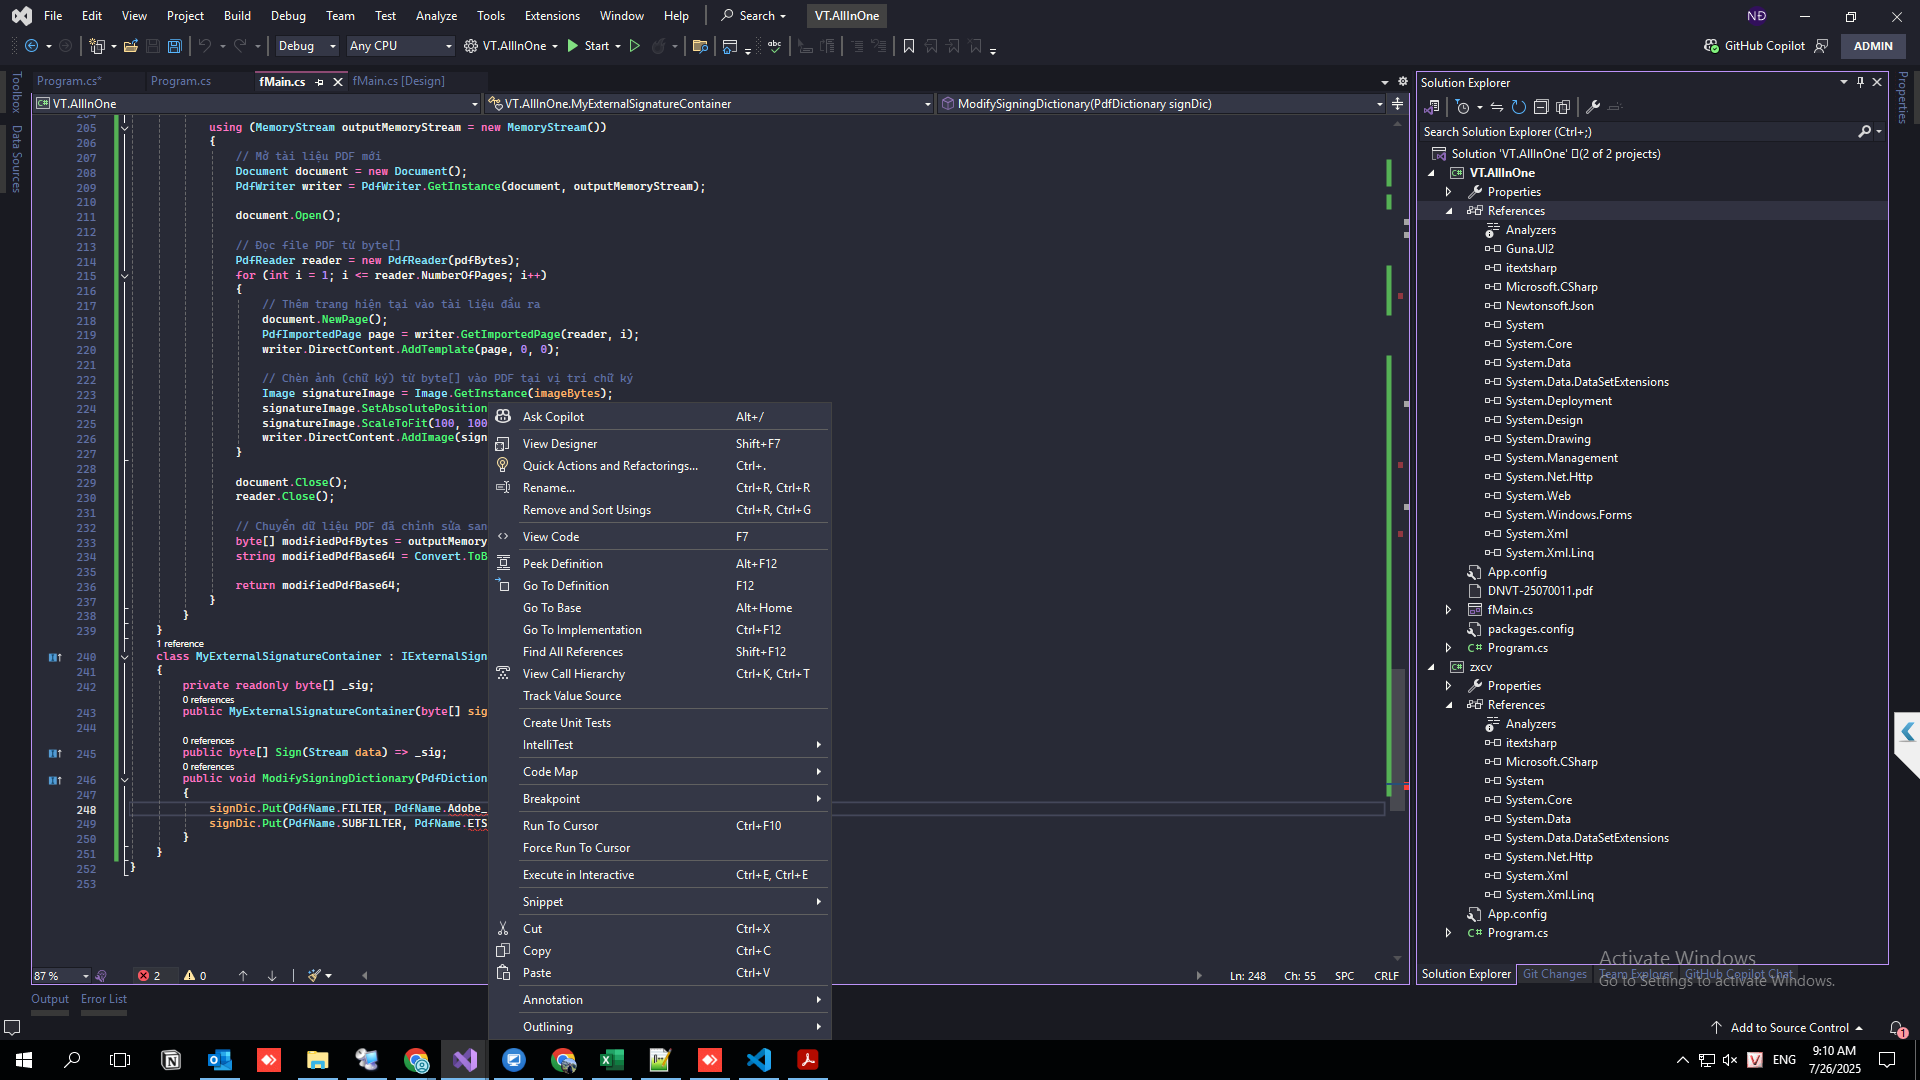 File Edit View Project Build Debug Team Test Analyze Tools Extensions Window Help Search VT.AllInOne NĐ
Debug Any CPU VT.AllInOne Start GitHub Copilot ADMIN
Toolbox
Data Sources
Program.cs* Program.cs fMain.cs fMain.cs [Design]
VT.AllInOne VT.AllInOne.MyExternalSignatureContainer ModifySigningDictionary(PdfDictionary signDic)
205 using (MemoryStream outputMemoryStream = new MemoryStream())
206 {
207 // Mở tài liệu PDF mới
208 Document document = new Document();
209 PdfWriter writer = PdfWriter.GetInstance(document, outputMemoryStream);
210
211 document.Open();
212
213 // Đọc file PDF từ byte[]
214 PdfReader reader = new PdfReader(pdfBytes);
215 for (int i = 1; i <= reader.NumberOfPages; i++)
216 {
217 // Thêm trang hiện tại vào tài liệu đầu ra
218 document.NewPage();
219 PdfImportedPage page = writer.GetImportedPage(reader, i);
220 writer.DirectContent.AddTemplate(page, 0, 0);
221
222 // Chèn ảnh (chữ ký) từ byte[] vào PDF tại vị trí chữ ký
223 Image signatureImage = Image.GetInstance(imageBytes);
224 signatureImage.SetAbsolutePosition
225 signatureImage.ScaleToFit(100, 100
226 writer.DirectContent.AddImage(sign
227 }
228
229 document.Close();
230 reader.Close();
231
232 // Chuyển dữ liệu PDF đã chỉnh sửa san
233 byte[] modifiedPdfBytes = outputMemory
234 string modifiedPdfBase64 = Convert.ToB
235
236 return modifiedPdfBase64;
237 }
238 }
239 }
1 reference
240 class MyExternalSignatureContainer : IExternalSign
241 {
242 private readonly byte[] _sig;
0 references
243 public MyExternalSignatureContainer(byte[] sig
244
0 references
245 public byte[] Sign(Stream data) => _sig;
0 references
246 public void ModifySigningDictionary(PdfDiction
247 {
248 signDic.Put(PdfName.FILTER, PdfName.Adobe_
249 signDic.Put(PdfName.SUBFILTER, PdfName.ETS
250 }
251 }
252 }
253
Ask Copilot Alt+/
View Designer Shift+F7
Quick Actions and Refactorings... Ctrl+.
Rename... Ctrl+R, Ctrl+R
Remove and Sort Usings Ctrl+R, Ctrl+G
View Code F7
Peek Definition Alt+F12
Go To Definition F12
Go To Base Alt+Home
Go To Implementation Ctrl+F12
Find All References Shift+F12
View Call Hierarchy Ctrl+K, Ctrl+T
Track Value Source
Create Unit Tests
IntelliTest
Code Map
Breakpoint
Run To Cursor Ctrl+F10
Force Run To Cursor
Execute in Interactive Ctrl+E, Ctrl+E
Snippet
Cut Ctrl+X
Copy Ctrl+C
Paste Ctrl+V
Annotation
Outlining
87 % 2 0 Ln: 248 Ch: 55 SPC CRLF
Output Error List
Solution Explorer
Search Solution Explorer (Ctrl+;)
Solution 'VT.AllInOne' (2 of 2 projects)
VT.AllInOne
Properties
References
Analyzers
Guna.UI2
itextsharp
Microsoft.CSharp
Newtonsoft.Json
System
System.Core
System.Data
System.Data.DataSetExtensions
System.Deployment
System.Design
System.Drawing
System.Management
System.Net.Http
System.Web
System.Windows.Forms
System.Xml
System.Xml.Linq
App.config
DNVT-25070011.pdf
fMain.cs
packages.config
Program.cs
zxcv
Properties
References
Analyzers
itextsharp
Microsoft.CSharp
System
System.Core
System.Data
System.Data.DataSetExtensions
System.Net.Http
System.Xml
System.Xml.Linq
App.config
Program.cs
Solution Explorer Git Changes Team Explorer GitHub Copilot Chat
Activate Windows
Go to Settings to activate Windows.
Properties
Add to Source Control 1
ENG 9:10 AM
7/26/2025